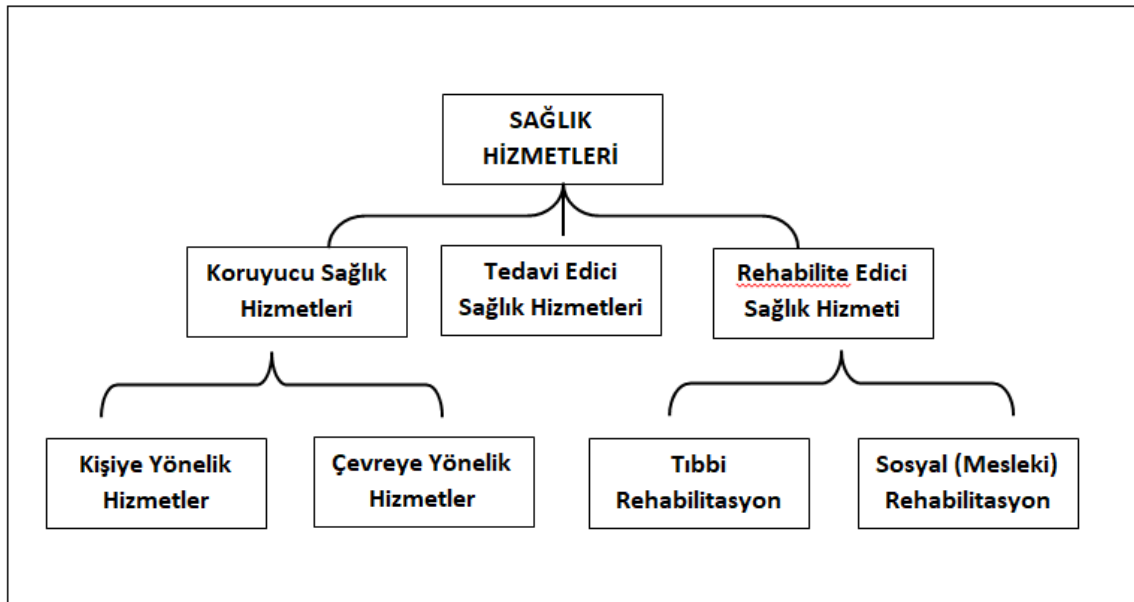 SAĞLIK
HİZMETLERİ
Koruyucu Sağlık
Hizmetleri
Tedavi Edici
Sağlık Hizmetleri
Rehabilite Edici
Sağlık Hizmeti
Kişiye Yönelik
Hizmetler
Çevreye Yönelik
Hizmetler
Tıbbi
Rehabilitasyon
Sosyal (Mesleki)
Rehabilitasyon